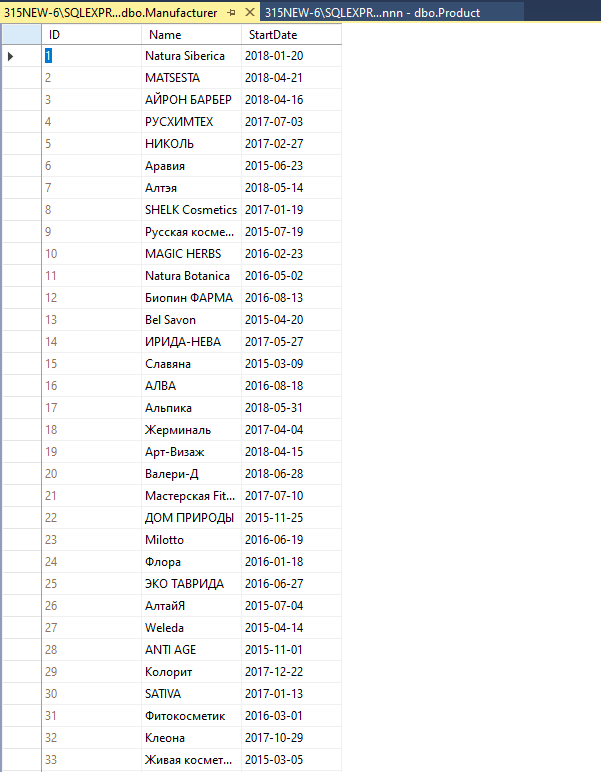 315NEW-6\SQLEXPR...dbo.Manufacturer 315NEW-6\SQLEXPR...nnn - dbo.Product
ID Name StartDate
1 Natura Siberica 2018-01-20
2 MATSESTA 2018-04-21
3 АЙРОН БАРБЕР 2018-04-16
4 РУСХИМТЕХ 2017-07-03
5 НИКОЛЬ 2017-02-27
6 Аравия 2015-06-23
7 Алтэя 2018-05-14
8 SHELK Cosmetics 2017-01-19
9 Русская косме... 2015-07-19
10 MAGIC HERBS 2016-02-23
11 Natura Botanica 2016-05-02
12 Биопин ФАРМА 2016-08-13
13 Bel Savon 2015-04-20
14 ИРИДА-НЕВА 2017-05-27
15 Славяна 2015-03-09
16 АЛВА 2016-08-18
17 Альпика 2018-05-31
18 Жерминаль 2017-04-04
19 Арт-Визаж 2018-04-15
20 Валери-Д 2018-06-28
21 Мастерская Fit... 2017-07-10
22 ДОМ ПРИРОДЫ 2015-11-25
23 Milotto 2016-06-19
24 Флора 2016-01-18
25 ЭКО ТАВРИДА 2016-06-27
26 АлтайЯ 2015-07-04
27 Weleda 2015-04-14
28 ANTI AGE 2015-11-01
29 Колорит 2017-12-22
30 SATIVA 2017-01-13
31 Фитокосметик 2016-03-01
32 Клеона 2017-10-29
33 Живая космет... 2015-03-05